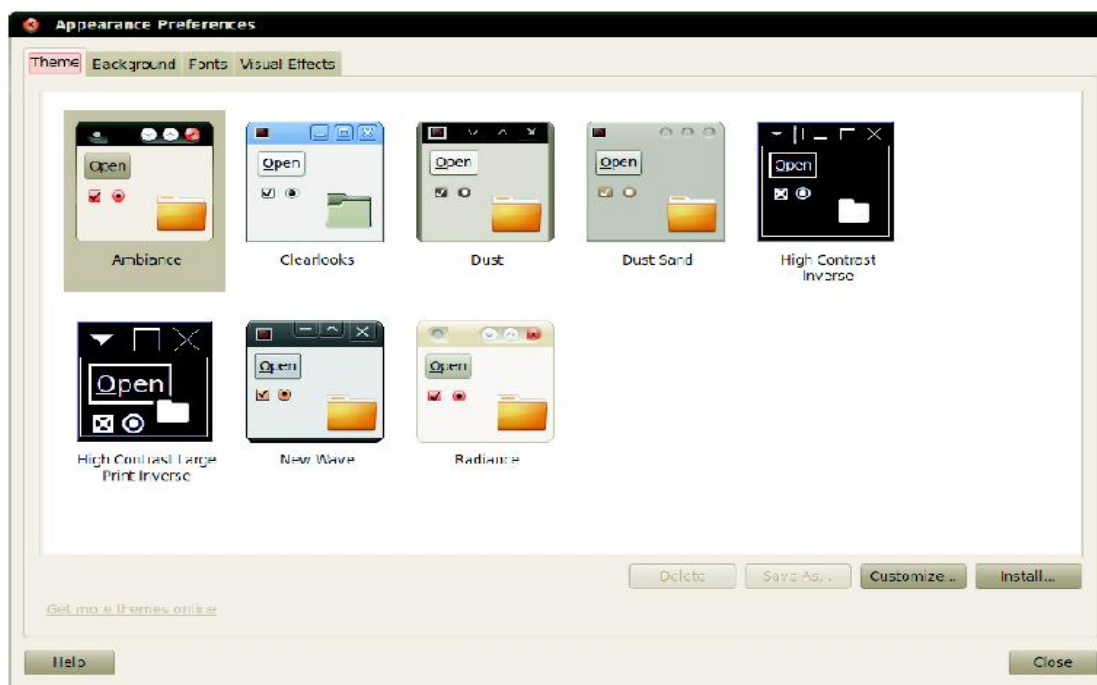 Appearance Preferences
Theme Background Fonts Visual Effects
Open Open Open Open Open
Ambiance Clearlooks Dust Dust Sand High Contrast
Inverse
Open Open Open
High Contrast Large New Wave Radiance
Print Inverse
Delete Save As... Customize... Install...
Get more themes online
Help Close